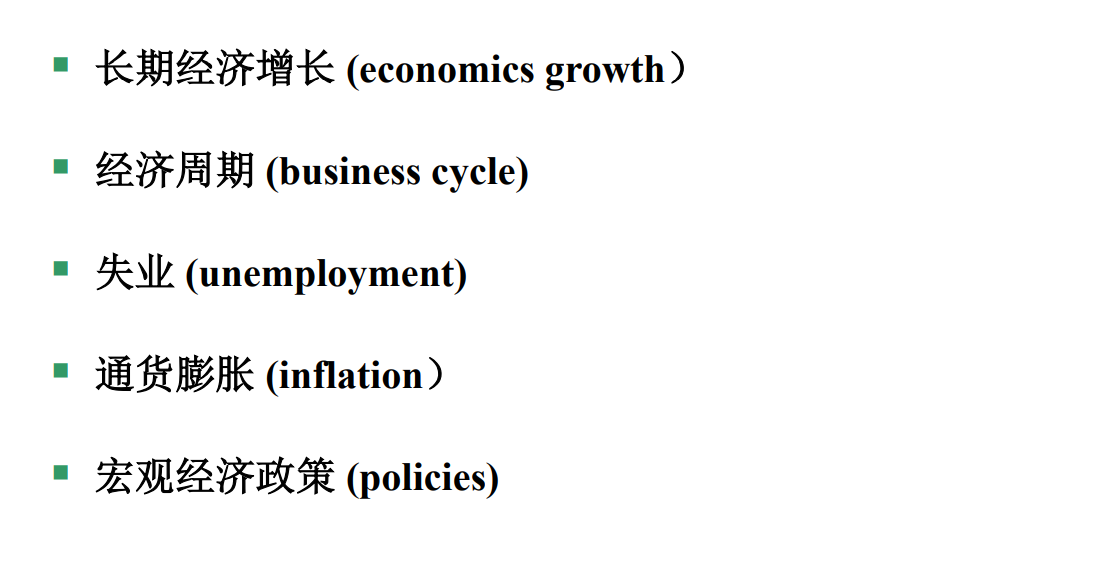 长期经济增长 (economics growth）
经济周期 (business cycle)
失业 (unemployment)
通货膨胀 (inflation）
宏观经济政策 (policies)